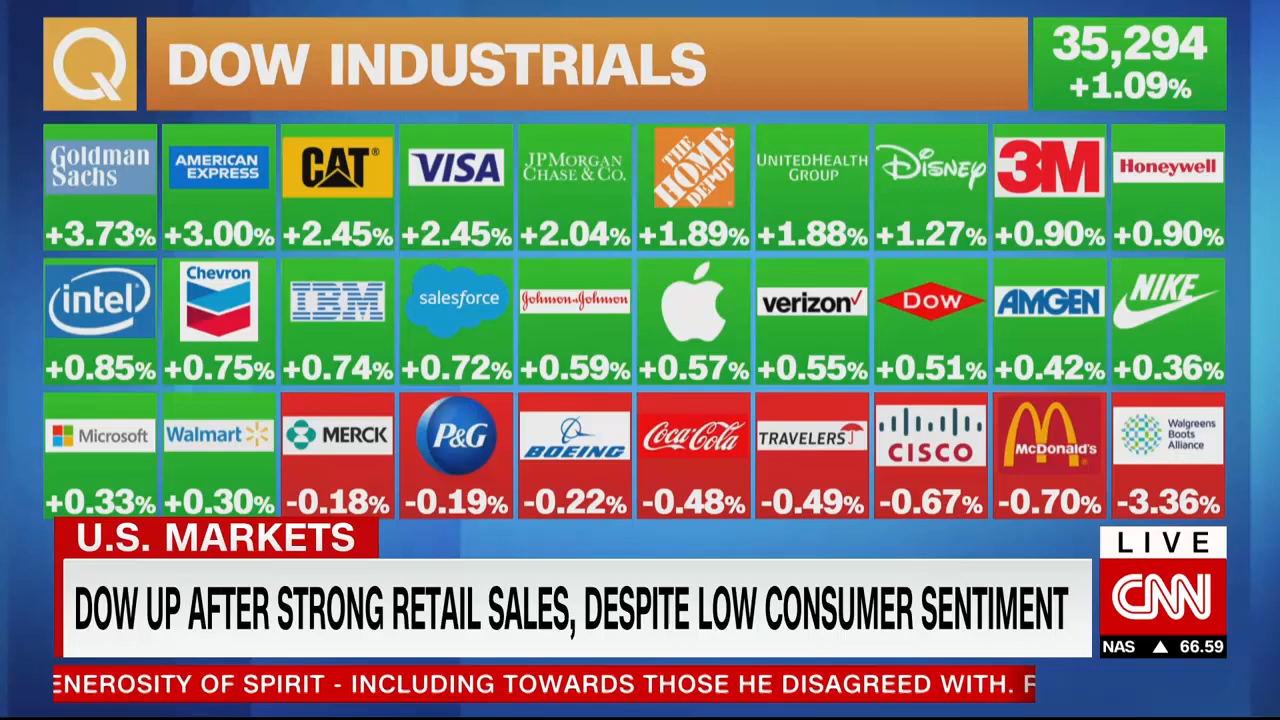 Q DOW INDUSTRIALS
35,294
+1.09%
Goldman
Sachs
+3.73%
AMERICAN
EXPRESS
+3.00%
CAT®
+2.45%
VISA
+2.45%
JPMORGAN
CHASE & CO.
+2.04%
THE
HOME
DEPOT
+1.89%
UNITEDHEALTH
GROUP
+1.88%
DISNEY
+1.27%
3M
+0.90%
Honeywell
+0.90%
intel
+0.85%
Chevron
+0.75%
IBM
+0.74%
salesforce
+0.72%
Johnson&Johnson
+0.59%
+0.57%
verizon
+0.55%
DOW
+0.51%
AMGEN
+0.42%
NIKE
+0.36%
Microsoft
+0.33%
Walmart
+0.30%
MERCK
-0.18%
P&G
-0.19%
BOEING
-0.22%
Coca-Cola
-0.48%
TRAVELERS
-0.49%
CISCO
-0.67%
McDonald's
-0.70%
Walgreens
Boots
Alliance
-3.36%
U.S. MARKETS
DOW UP AFTER STRONG RETAIL SALES, DESPITE LOW CONSUMER SENTIMENT
LIVE
CNN
NAS ▲ 66.59
ENEROSITY OF SPIRIT - INCLUDING TOWARDS THOSE HE DISAGREED WITH. F